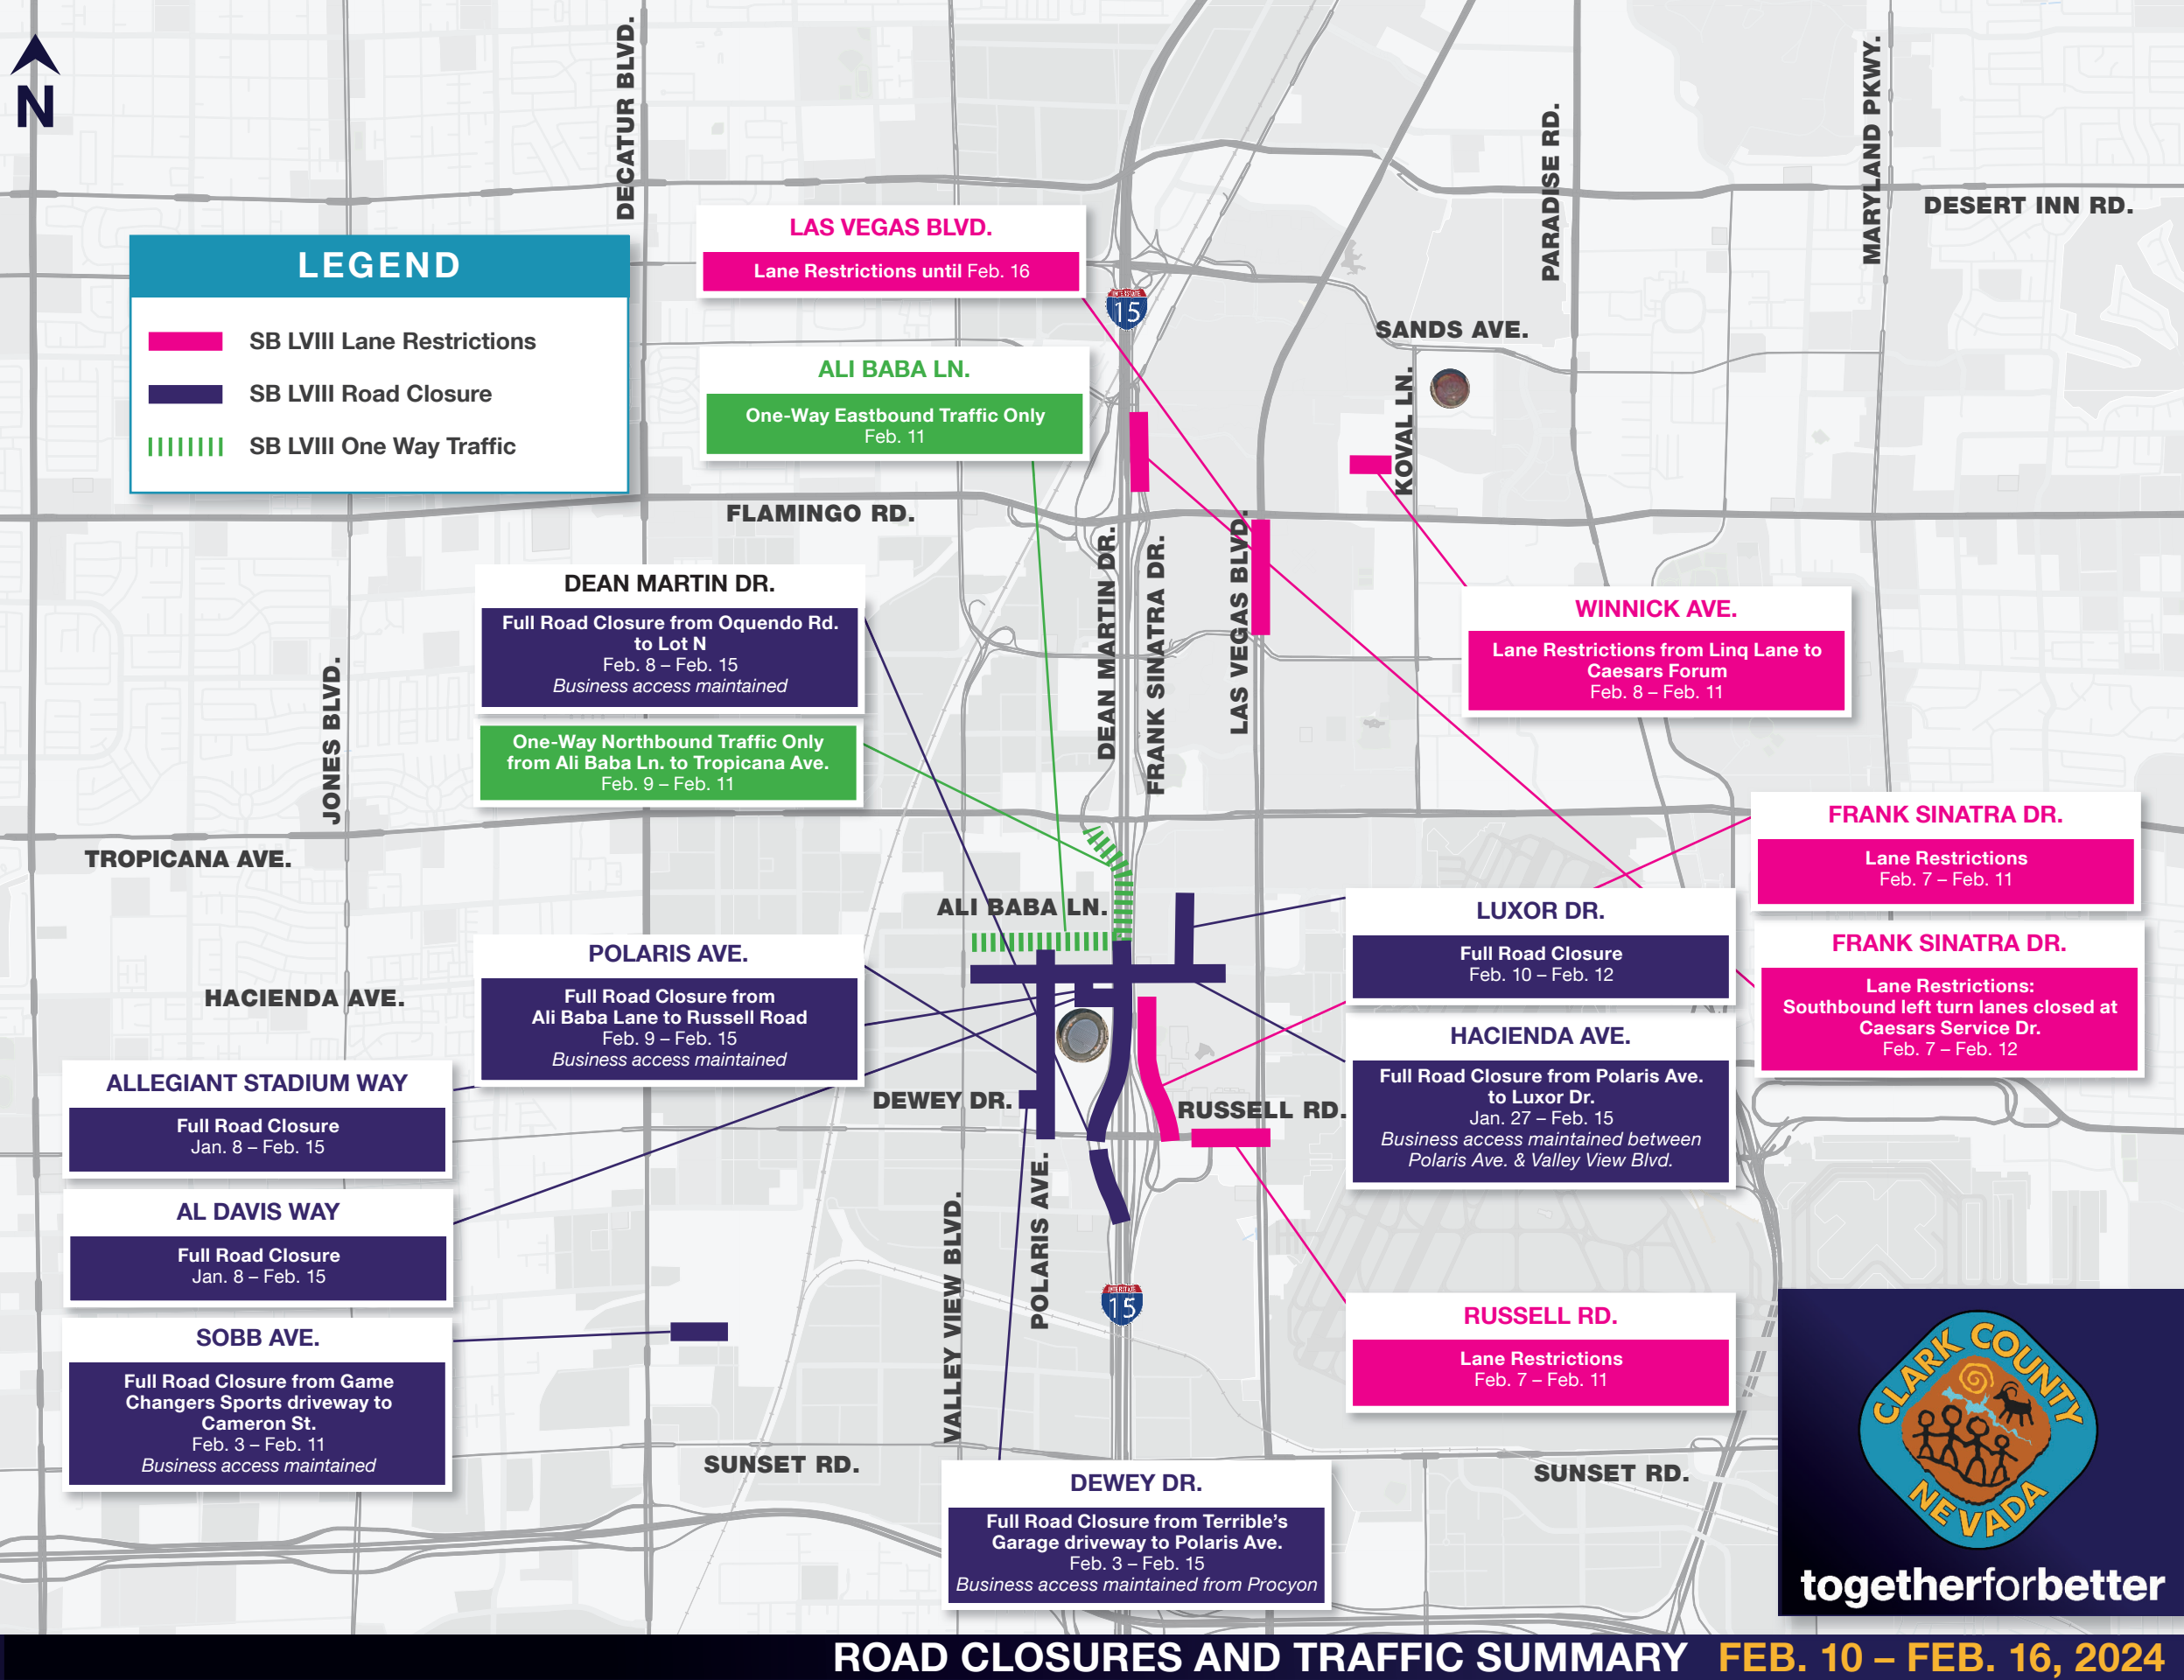 N
DECATUR BLVD.
PARADISE RD.
MARYLAND PKWY.
DESERT INN RD.
LEGEND
SB LVIII Lane Restrictions
SB LVIII Road Closure
SB LVIII One Way Traffic
LAS VEGAS BLVD.
Lane Restrictions until Feb. 16
INTERSTATE
15
SANDS AVE.
KOVAL LN.
ALI BABA LN.
One-Way Eastbound Traffic Only
Feb. 11
FLAMINGO RD.
DEAN MARTIN DR.
FRANK SINATRA DR.
LAS VEGAS BLVD.
DEAN MARTIN DR.
Full Road Closure from Oquendo Rd.
to Lot N
Feb. 8 – Feb. 15
Business access maintained
One-Way Northbound Traffic Only
from Ali Baba Ln. to Tropicana Ave.
Feb. 9 – Feb. 11
WINNICK AVE.
Lane Restrictions from Linq Lane to
Caesars Forum
Feb. 8 – Feb. 11
JONES BLVD.
TROPICANA AVE.
FRANK SINATRA DR.
Lane Restrictions
Feb. 7 – Feb. 11
ALI BABA LN.
LUXOR DR.
Full Road Closure
Feb. 10 – Feb. 12
FRANK SINATRA DR.
Lane Restrictions:
Southbound left turn lanes closed at
Caesars Service Dr.
Feb. 7 – Feb. 12
HACIENDA AVE.
POLARIS AVE.
Full Road Closure from
Ali Baba Lane to Russell Road
Feb. 9 – Feb. 15
Business access maintained
HACIENDA AVE.
Full Road Closure from Polaris Ave.
to Luxor Dr.
Jan. 27 – Feb. 15
Business access maintained between
Polaris Ave. & Valley View Blvd.
ALLEGIANT STADIUM WAY
Full Road Closure
Jan. 8 – Feb. 15
DEWEY DR.
RUSSELL RD.
AL DAVIS WAY
Full Road Closure
Jan. 8 – Feb. 15
VALLEY VIEW BLVD.
POLARIS AVE.
INTERSTATE
15
SOBB AVE.
Full Road Closure from Game
Changers Sports driveway to
Cameron St.
Feb. 3 – Feb. 11
Business access maintained
RUSSELL RD.
Lane Restrictions
Feb. 7 – Feb. 11
SUNSET RD.
SUNSET RD.
DEWEY DR.
Full Road Closure from Terrible's
Garage driveway to Polaris Ave.
Feb. 3 – Feb. 15
Business access maintained from Procyon
CLARK COUNTY
NEVADA
togetherforbetter
ROAD CLOSURES AND TRAFFIC SUMMARY FEB. 10 – FEB. 16, 2024